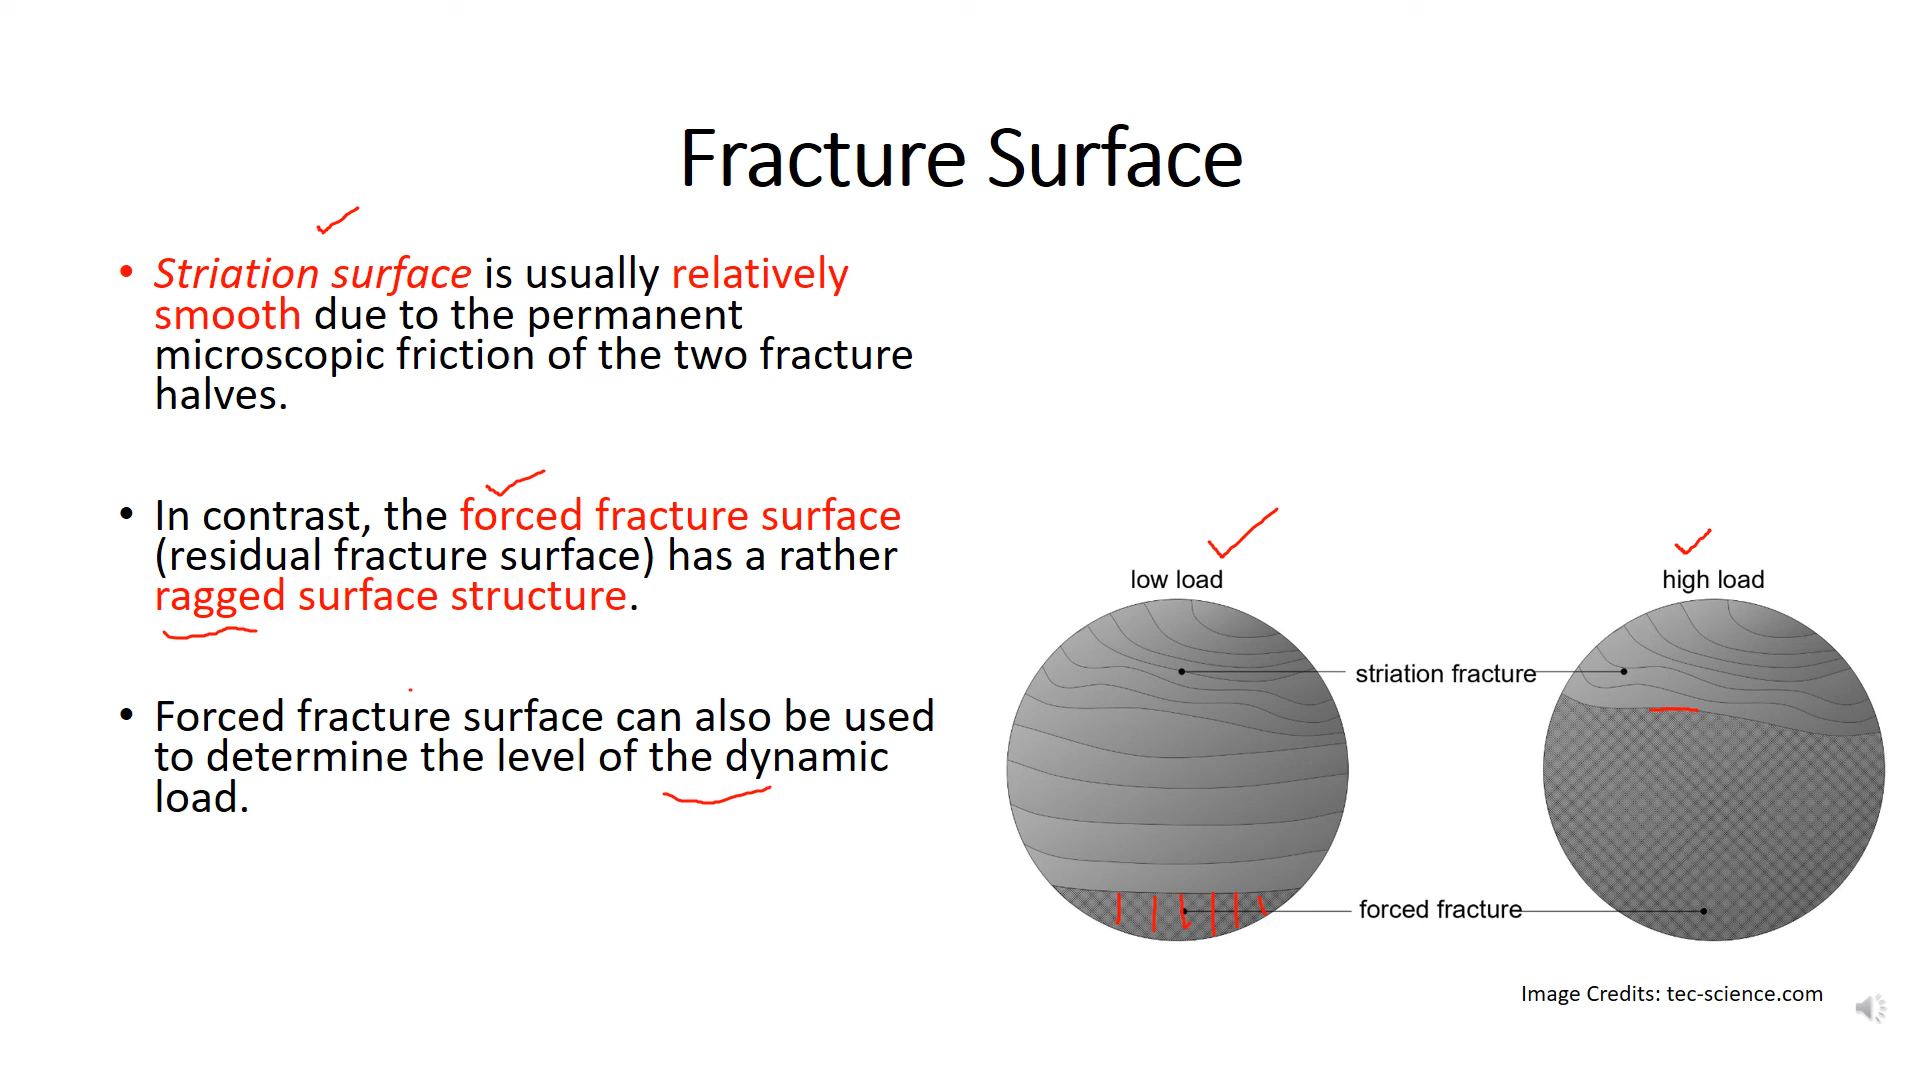 Fracture Surface
• Striation surface is usually relatively
smooth due to the permanent
microscopic friction of the two fracture
halves.
• In contrast, the forced fracture surface
(residual fracture surface) has a rather
ragged surface structure.
• Forced fracture surface can also be used
to determine the level of the dynamic
load.
low load
high load
striation fracture
forced fracture
Image Credits: tec-science.com